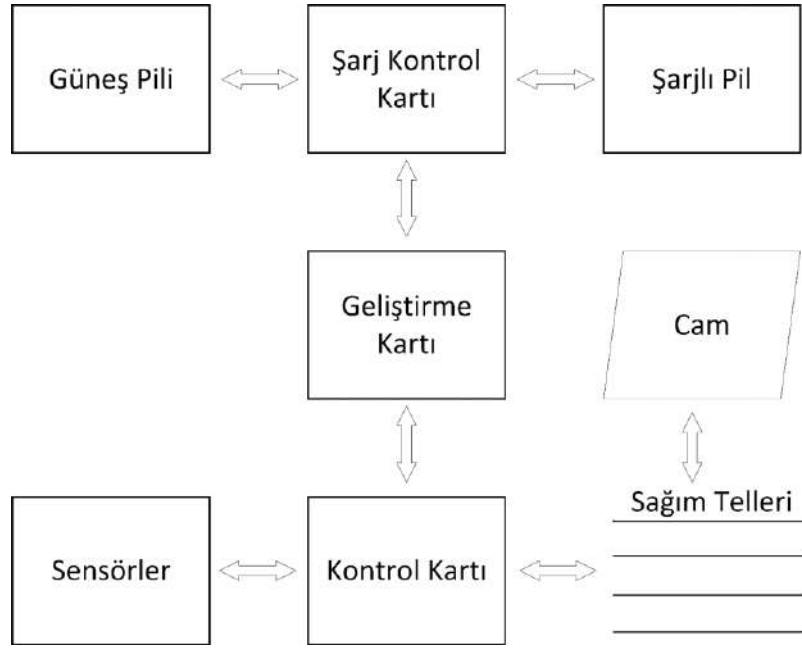 Güneş Pili
Şarj Kontrol
Kartı
Şarjlı Pil
Geliştirme
Kartı
Cam
Sağım Telleri
Sensörler
Kontrol Kartı